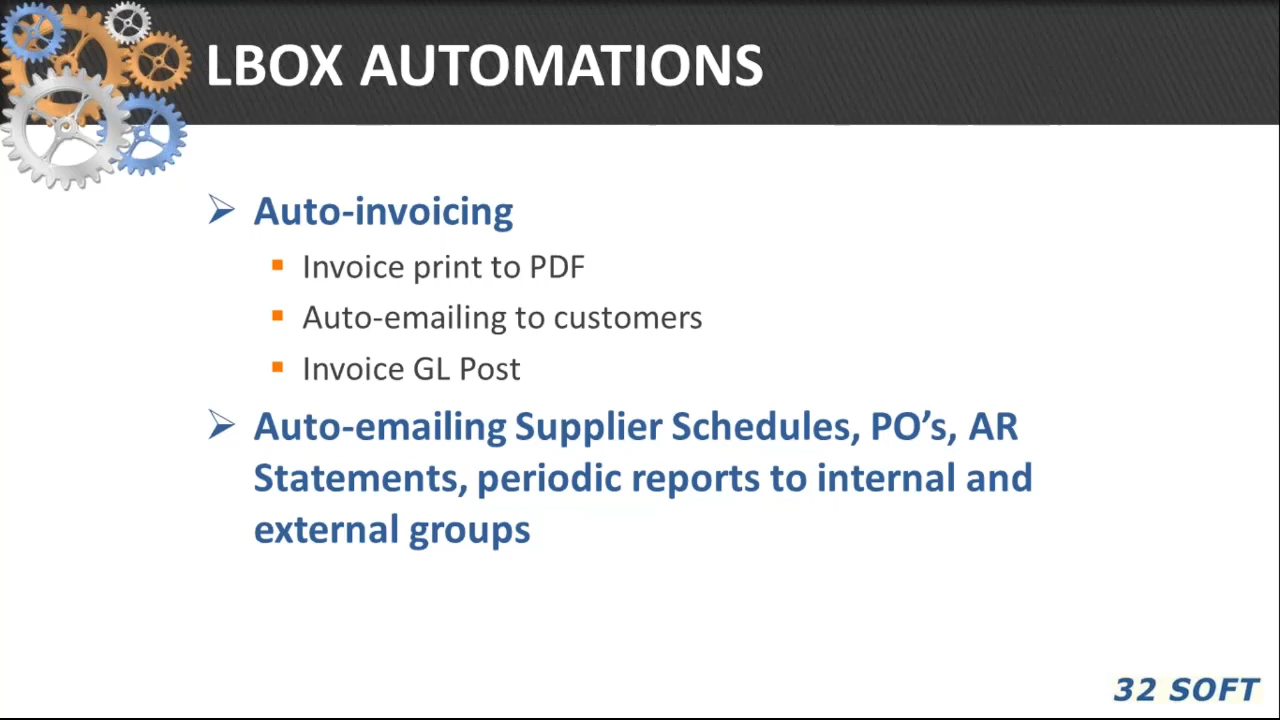 LBOX AUTOMATIONS
Auto-invoicing
Invoice print to PDF
Auto-emailing to customers
Invoice GL Post
Auto-emailing Supplier Schedules, PO’s, AR
Statements, periodic reports to internal and
external groups
32 SOFT